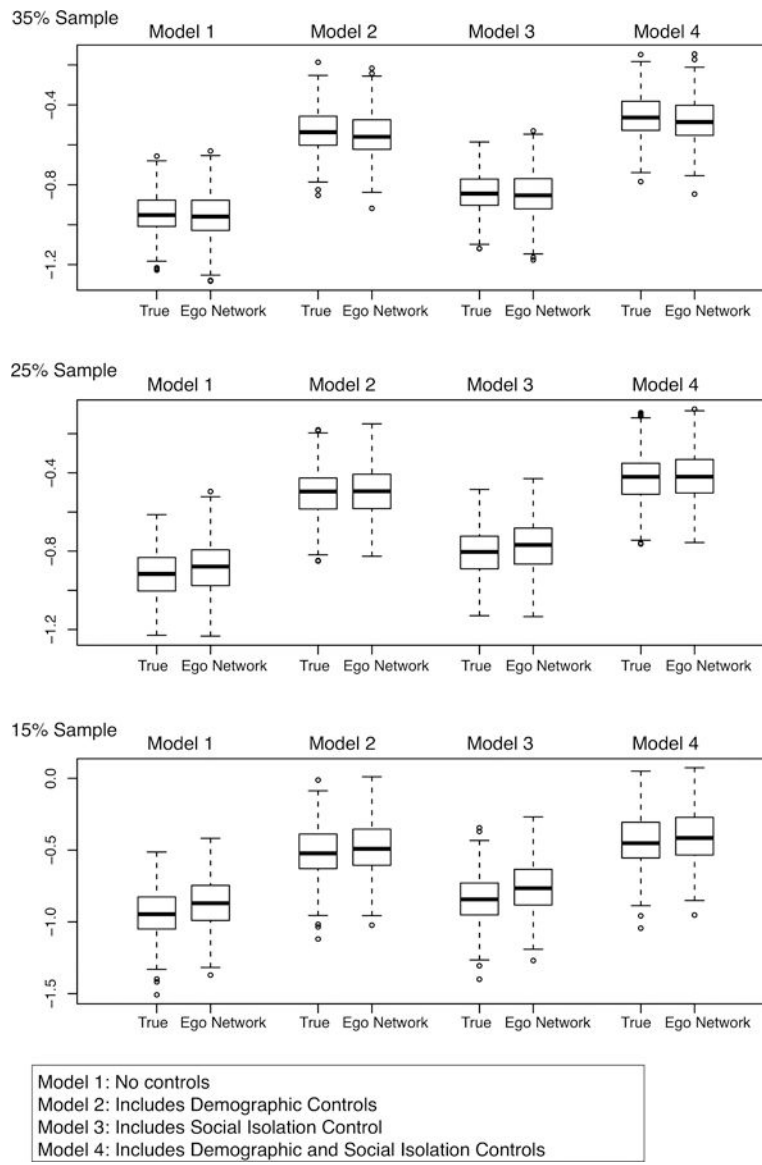 35% Sample
Model 1 Model 2 Model 3 Model 4
−0.4
−0.8
−1.2
True Ego Network True Ego Network True Ego Network True Ego Network
25% Sample
Model 1 Model 2 Model 3 Model 4
−0.4
−0.8
−1.2
True Ego Network True Ego Network True Ego Network True Ego Network
15% Sample
Model 1 Model 2 Model 3 Model 4
0.0
−0.5
−1.0
−1.5
True Ego Network True Ego Network True Ego Network True Ego Network
Model 1: No controls
Model 2: Includes Demographic Controls
Model 3: Includes Social Isolation Control
Model 4: Includes Demographic and Social Isolation Controls